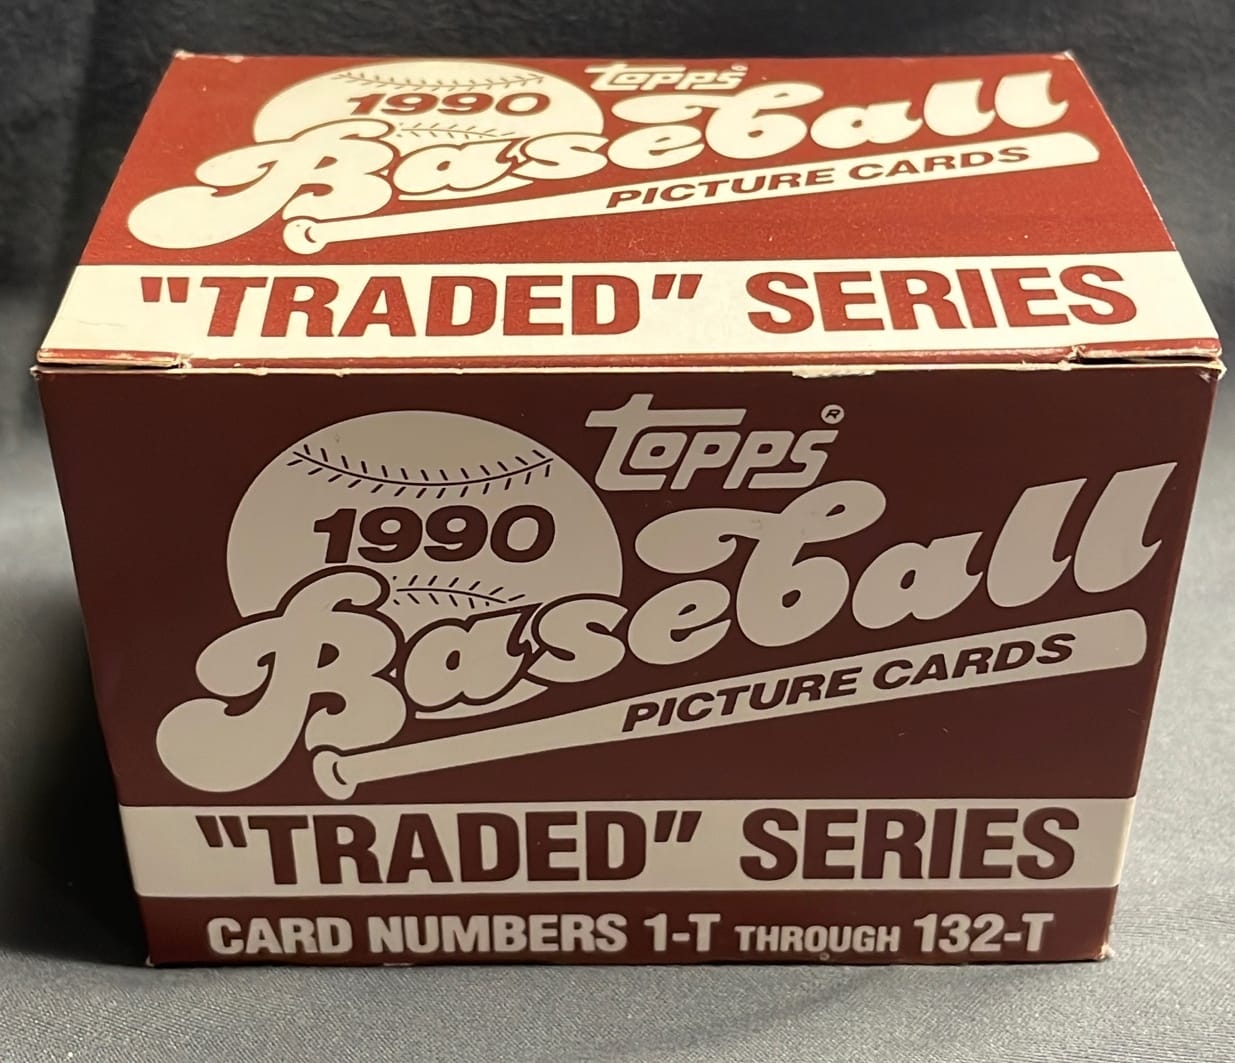 topps®
1990
Baseball
PICTURE CARDS
"TRADED" SERIES
topps®
1990
Baseball
PICTURE CARDS
"TRADED" SERIES
CARD NUMBERS 1-T THROUGH 132-T